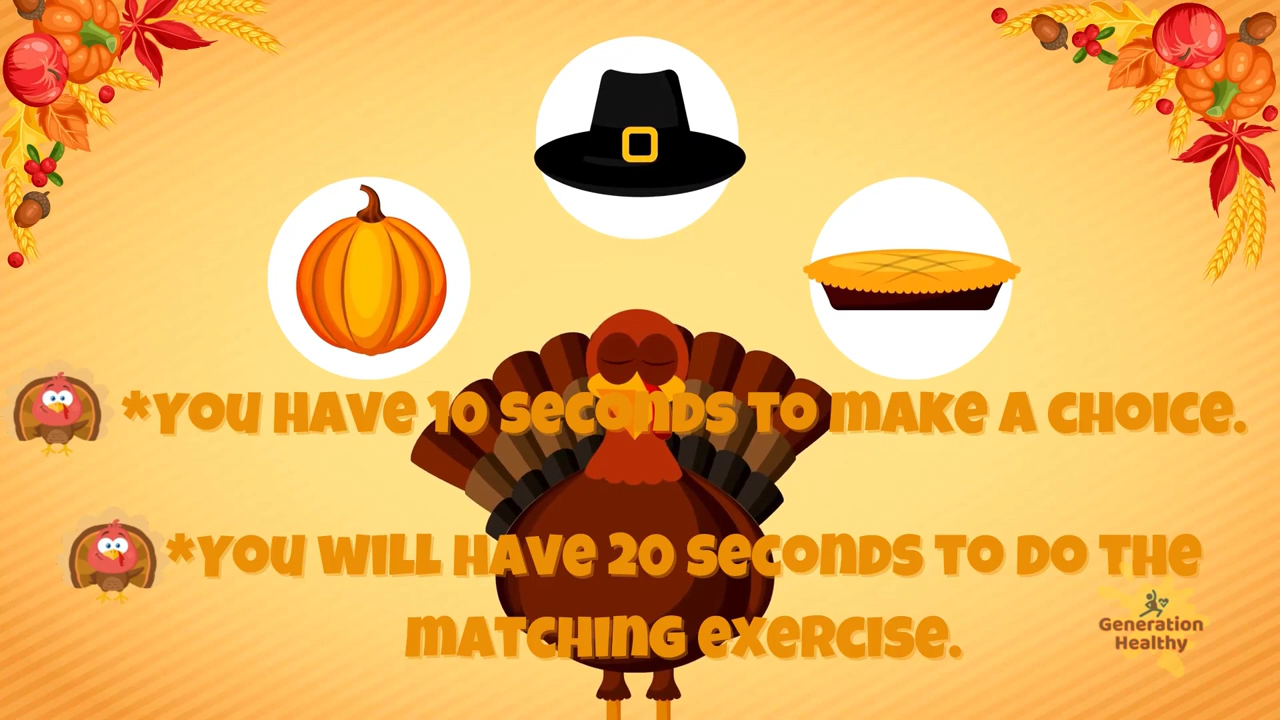 *YOU HAVE 10 SECONDS TO MAKE A CHOICE.
*YOU WILL HAVE 20 SECONDS TO DO THE
MATCHING EXERCISE.
Generation
Healthy